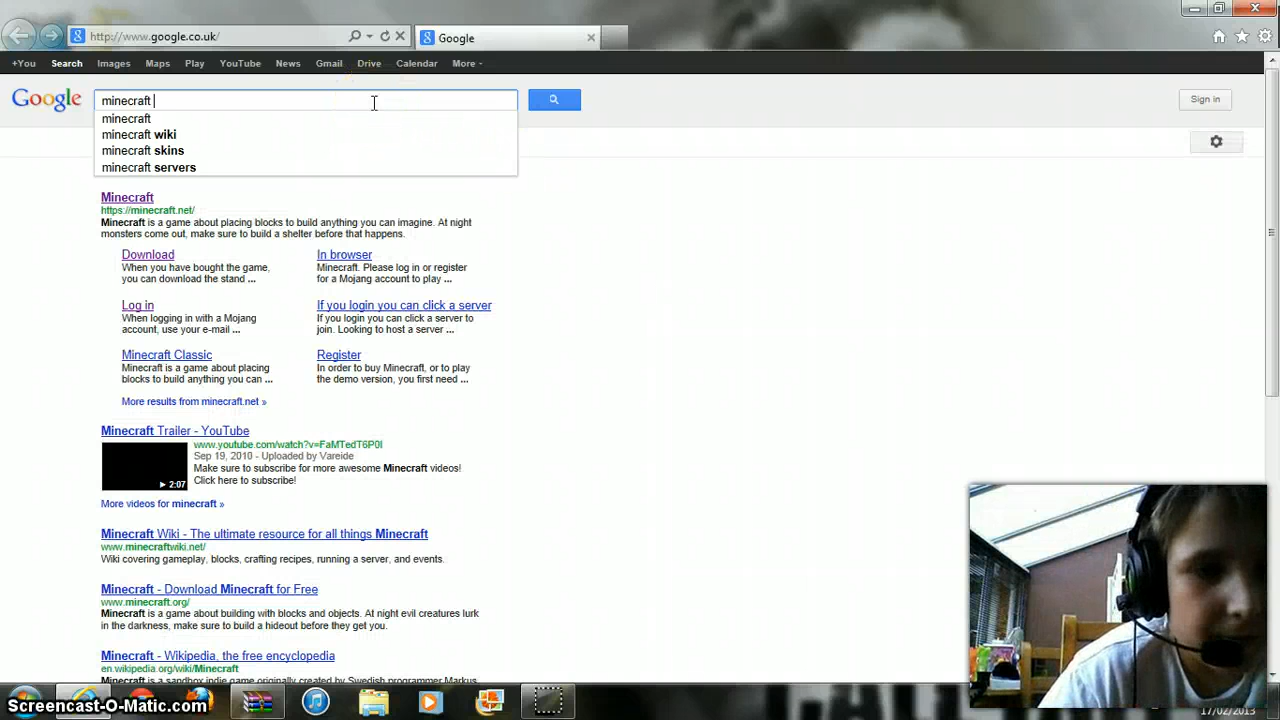 http://www.google.co.uk/
Google
+You Search Images Maps Play YouTube News Gmail Drive Calendar More
Google
minecraft
Sign in
minecraft
minecraft wiki
minecraft skins
minecraft servers
Minecraft
https://minecraft.net/
Minecraft is a game about placing blocks to build anything you can imagine. At night
monsters come out, make sure to build a shelter before that happens.
Download
When you have bought the game,
you can download the stand ...
In browser
Minecraft. Please log in or register
for a Mojang account to play ...
Log in
When logging in with a Mojang
account, use your e-mail ...
If you login you can click a server
If you login you can click a server to
join. Looking to host a server ...
Minecraft Classic
Minecraft is a game about placing
blocks to build anything you can ...
Register
In order to buy Minecraft, or to play
the demo version, you first need ...
More results from minecraft.net »
Minecraft Trailer - YouTube
www.youtube.com/watch?v=FaMTedT6P0I
Sep 19, 2010 - Uploaded by Vareide
Make sure to subscribe for more awesome Minecraft videos!
Click here to subscribe!
2:07
More videos for minecraft »
Minecraft Wiki - The ultimate resource for all things Minecraft
www.minecraftwiki.net/
Wiki covering gameplay, blocks, crafting recipes, running a server, and events.
Minecraft - Download Minecraft for Free
www.minecraft.org/
Minecraft is a game about building with blocks and objects. At night evil creatures lurk
in the darkness, make sure to build a hideout before they get you.
Minecraft - Wikipedia, the free encyclopedia
en.wikipedia.org/wiki/Minecraft
Minecraft is a sandbox indie game originally created by Swedish programmer Markus
Screencast-O-Matic.com
17/02/2013